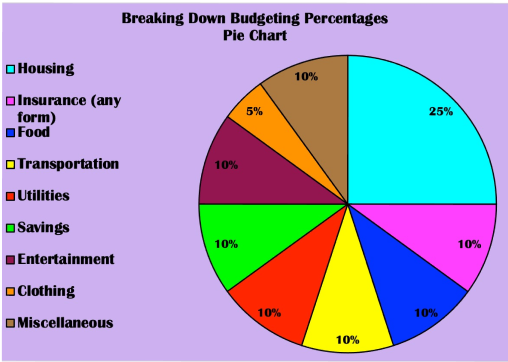 Breaking Down Budgeting Percentages
Pie Chart
Housing
Insurance (any
form)
Food
Transportation
Utilities
Savings
Entertainment
Clothing
Miscellaneous
10%
5%
25%
10%
10%
10%
10%
10%
10%